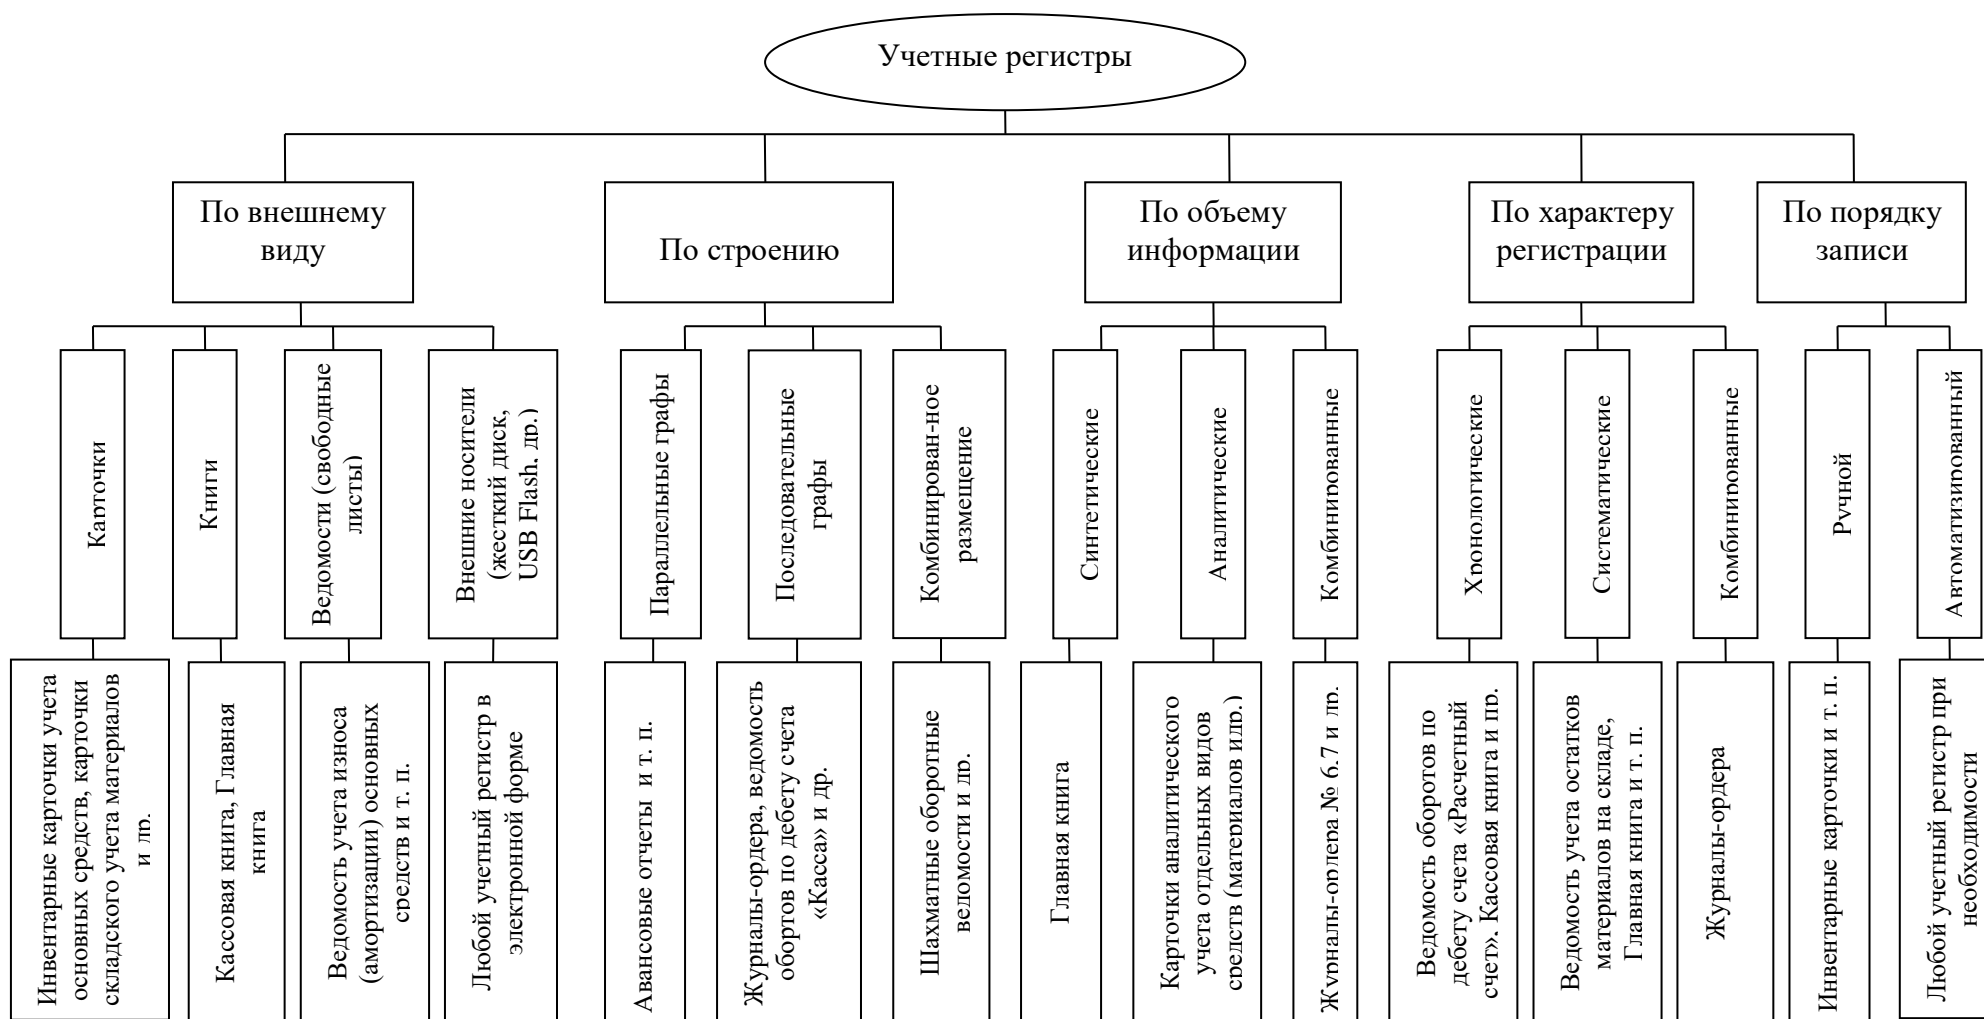 Учетные регистры
По внешнему
виду
По строению
По объему
информации
По характеру
регистрации
По порядку
записи
Карточки
Книги
Ведомости (свободные
листы)
Внешние носители
(жесткий диск,
USB Flash, др.)
Параллельные графы
Последовательные
графы
Комбинирован-ное
размещение
Синтетические
Аналитические
Комбинированные
Хронологические
Систематические
Комбинированные
Ручной
Автоматизированный
Инвентарные карточки учета
основных средств, карточки
складского учета материалов
и др.
Кассовая книга, Главная
книга
Ведомость учета износа
(амортизации) основных
средств и т. п.
Любой учетный регистр в
электронной форме
Авансовые отчеты и т. п.
Журналы-ордера, ведомость
обортов по дебету счета
«Касса» и др.
Шахматные оборотные
ведомости и др.
Главная книга
Карточки аналитического
учета отдельных видов
средств (материалов идр.)
Журналы-ордера № 6,7 и др.
Ведомость оборотов по
дебету счета «Расчетный
счет». Кассовая книга и пр.
Ведомость учета остатков
материалов на складе,
Главная книга и т. п.
Журналы-ордера
Инвентарные карточки и т. п.
Любой учетный регистр при
необходимости